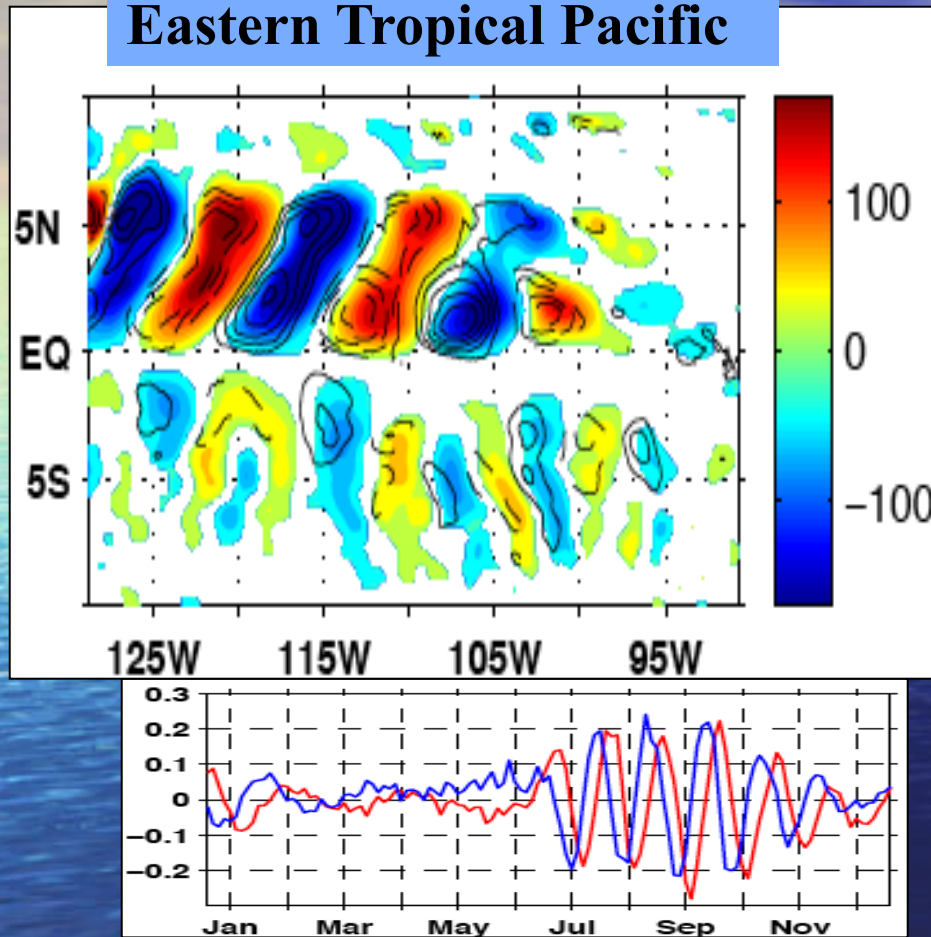 Eastern Tropical Pacific
5N
EQ
5S
125W 115W 105W 95W
100
0
−100
0.3
0.2
0.1
0
−0.1
−0.2
Jan Mar May Jul Sep Nov